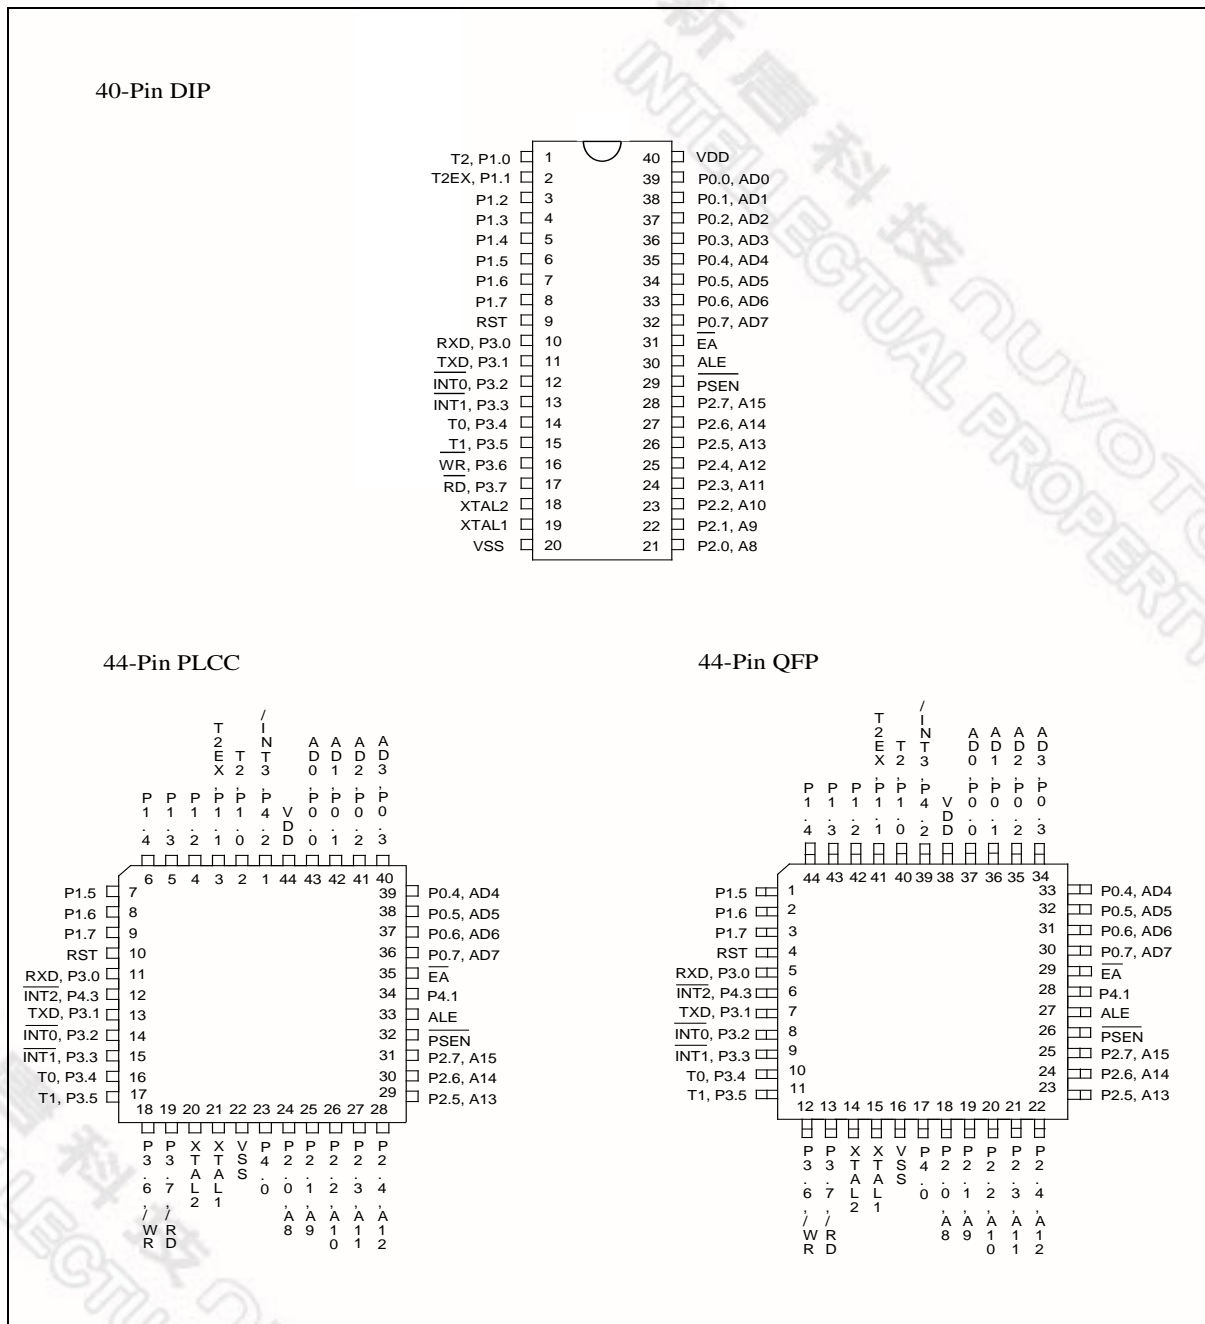 40-Pin DIP
T2, P1.0 1 40 VDD
T2EX, P1.1 2 39 P0.0, AD0
P1.2 3 38 P0.1, AD1
P1.3 4 37 P0.2, AD2
P1.4 5 36 P0.3, AD3
P1.5 6 35 P0.4, AD4
P1.6 7 34 P0.5, AD5
P1.7 8 33 P0.6, AD6
RST 9 32 P0.7, AD7
RXD, P3.0 10 31 EA
TXD, P3.1 11 30 ALE
INT0, P3.2 12 29 PSEN
INT1, P3.3 13 28 P2.7, A15
T0, P3.4 14 27 P2.6, A14
T1, P3.5 15 26 P2.5, A13
WR, P3.6 16 25 P2.4, A12
RD, P3.7 17 24 P2.3, A11
XTAL2 18 23 P2.2, A10
XTAL1 19 22 P2.1, A9
VSS 20 21 P2.0, A8
44-Pin PLCC
P1.4
P1.3
P1.2
T2EX, P1.1
T2, P1.0
/INT3, P4.2
VDD
AD0, P0.0
AD1, P0.1
AD2, P0.2
AD3, P0.3
6 5 4 3 2 1 44 43 42 41 40
P1.5 7 39 P0.4, AD4
P1.6 8 38 P0.5, AD5
P1.7 9 37 P0.6, AD6
RST 10 36 P0.7, AD7
RXD, P3.0 11 35 EA
INT2, P4.3 12 34 P4.1
TXD, P3.1 13 33 ALE
INT0, P3.2 14 32 PSEN
INT1, P3.3 15 31 P2.7, A15
T0, P3.4 16 30 P2.6, A14
T1, P3.5 17 29 P2.5, A13
18 19 20 21 22 23 24 25 26 27 28
P3.6, /WR
P3.7, /RD
XTAL2
XTAL1
VSS
P4.0
P2.0, A8
P2.1, A9
P2.2, A10
P2.3, A11
P2.4, A12
44-Pin QFP
P1.4
P1.3
P1.2
T2EX, P1.1
T2, P1.0
/INT3, P4.2
VDD
AD0, P0.0
AD1, P0.1
AD2, P0.2
AD3, P0.3
44 43 42 41 40 39 38 37 36 35 34
P1.5 1 33 P0.4, AD4
P1.6 2 32 P0.5, AD5
P1.7 3 31 P0.6, AD6
RST 4 30 P0.7, AD7
RXD, P3.0 5 29 EA
INT2, P4.3 6 28 P4.1
TXD, P3.1 7 27 ALE
INT0, P3.2 8 26 PSEN
INT1, P3.3 9 25 P2.7, A15
T0, P3.4 10 24 P2.6, A14
T1, P3.5 11 23 P2.5, A13
12 13 14 15 16 17 18 19 20 21 22
P3.6, /WR
P3.7, /RD
XTAL2
XTAL1
VSS
P4.0
P2.0, A8
P2.1, A9
P2.2, A10
P2.3, A11
P2.4, A12
新唐科技 nuvoTo
INTELLECTUAL PROPERTY